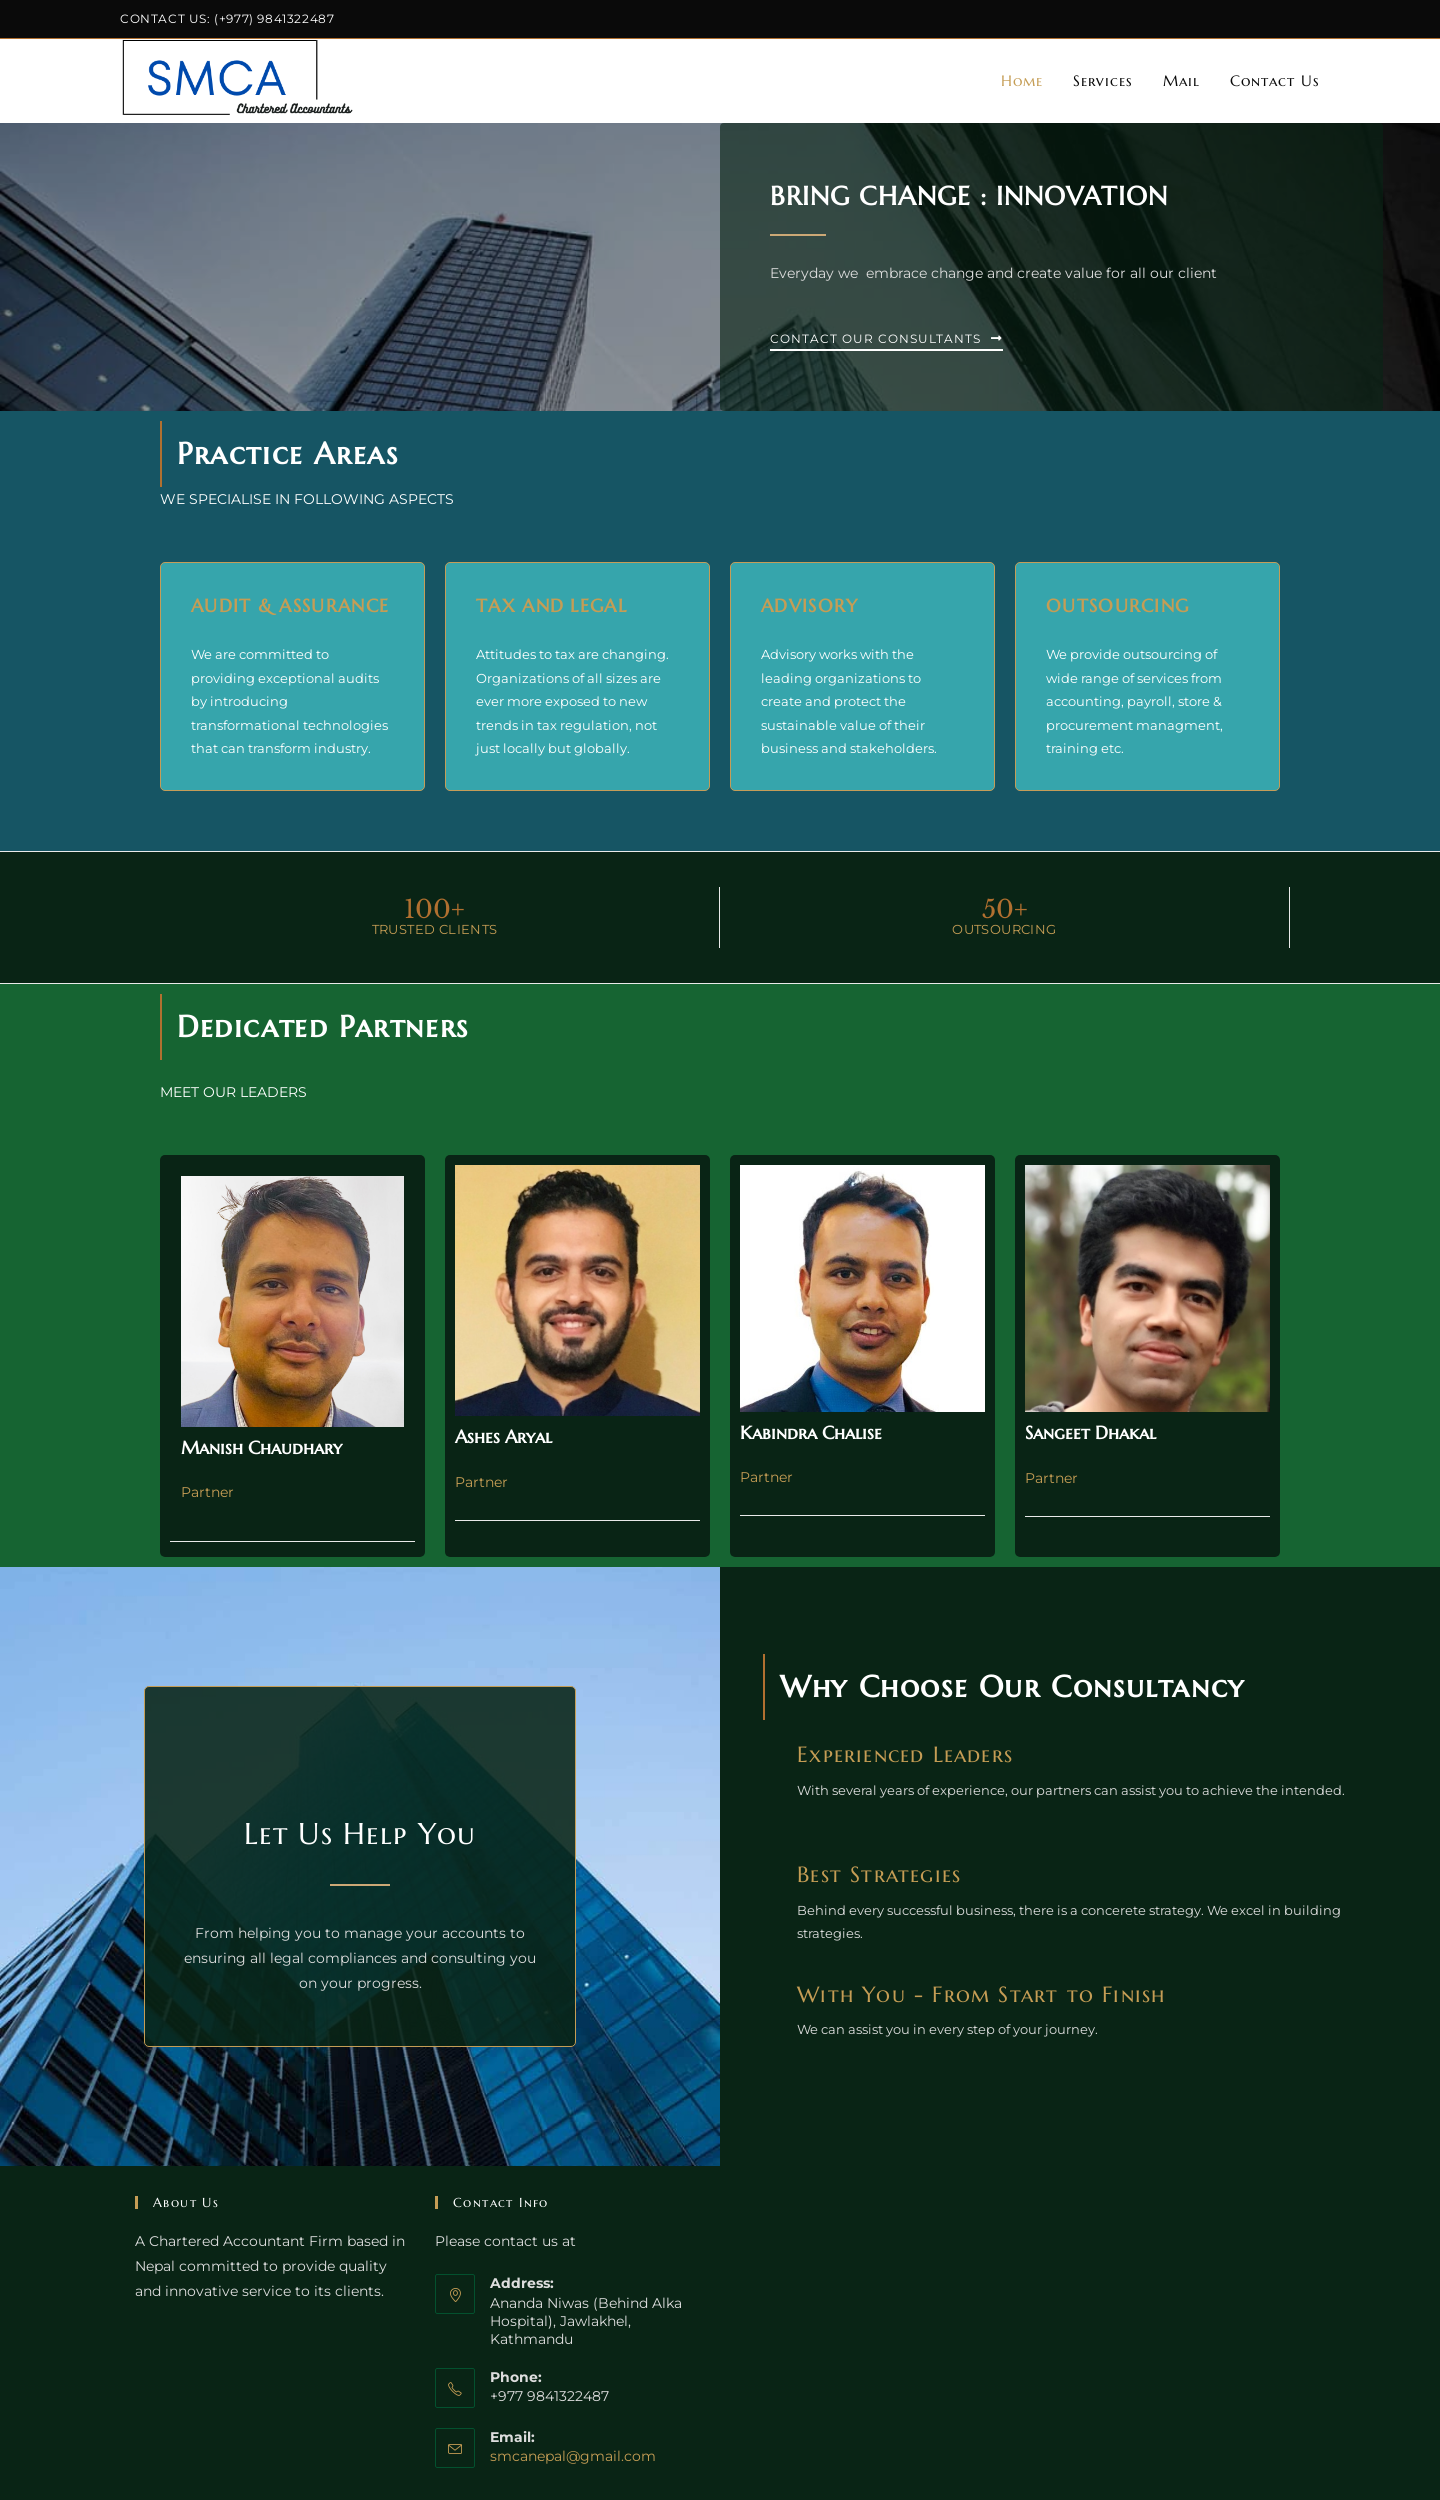 CONTACT US: (+977) 9841322487
SMCA
Chartered Accountants
Home Services Mail Contact Us
BRING CHANGE : INNOVATION
Everyday we  embrace change and create value for all our client
CONTACT OUR CONSULTANTS
Practice Areas
WE SPECIALISE IN FOLLOWING ASPECTS
AUDIT & ASSURANCE
We are committed to
providing exceptional audits
by introducing
transformational technologies
that can transform industry.
TAX AND LEGAL
Attitudes to tax are changing.
Organizations of all sizes are
ever more exposed to new
trends in tax regulation, not
just locally but globally.
ADVISORY
Advisory works with the
leading organizations to
create and protect the
sustainable value of their
business and stakeholders.
OUTSOURCING
We provide outsourcing of
wide range of services from
accounting, payroll, store &
procurement managment,
training etc.
100+
TRUSTED CLIENTS
50+
OUTSOURCING
Dedicated Partners
MEET OUR LEADERS
Manish Chaudhary
Partner
Ashes Aryal
Partner
Kabindra Chalise
Partner
Sangeet Dhakal
Partner
Let Us Help You
From helping you to manage your accounts to
ensuring all legal compliances and consulting you
on your progress.
Why Choose Our Consultancy
Experienced Leaders
With several years of experience, our partners can assist you to achieve the intended.
Best Strategies
Behind every successful business, there is a concerete strategy. We excel in building
strategies.
With You - From Start to Finish
We can assist you in every step of your journey.
About Us
A Chartered Accountant Firm based in
Nepal committed to provide quality
and innovative service to its clients.
Contact Info
Please contact us at
Address:
Ananda Niwas (Behind Alka
Hospital), Jawlakhel,
Kathmandu
Phone:
+977 9841322487
Email:
smcanepal@gmail.com